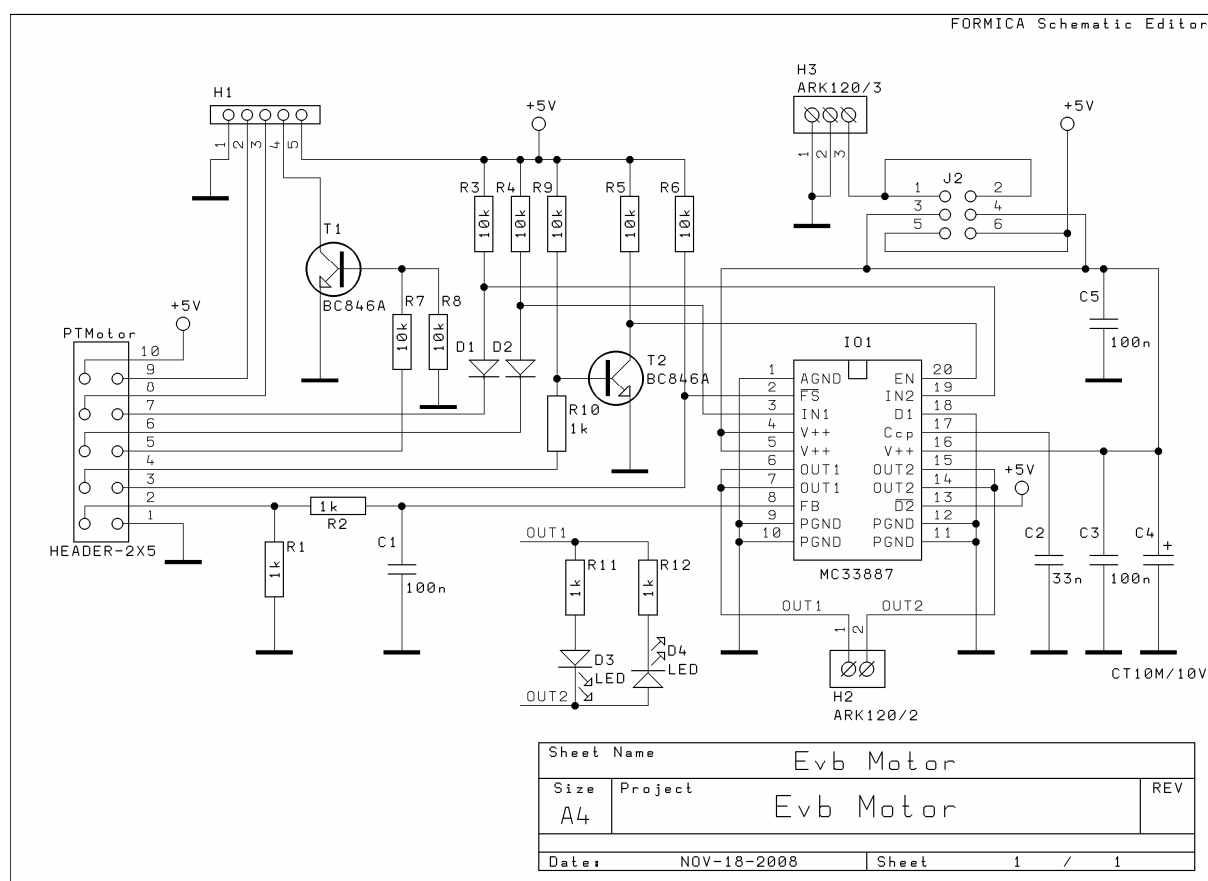 FORMICA Schematic Editor
H3
ARK120/3
H1
+5V
+5V
1 2 3 4 5
1 2 3
J2
1 2
3 4
5 6
R3 R4 R9 R5 R6
10k 10k 10k 10k 10k
T1
BC846A
R7 R8
10k 10k
C5
100n
+5V
PTMotor
10
9
8
7
6
5
4
3
2
1
HEADER-2X5
D1 D2
T2
BC846A
R10
1k
IO1
1 AGND EN 20
2 FS IN2 19
3 IN1 D1 18
4 V++ Ccp 17
5 V++ V++ 16
6 OUT1 OUT2 15
7 OUT1 OUT2 14
8 FB D2 13
9 PGND PGND 12
10 PGND PGND 11
MC33887
+5V
1k
R2
R1
1k
C1
100n
OUT1
R11 R12
1k 1k
D3
LED
D4
LED
OUT2
C2
33n
C3
100n
C4
+
CT10M/10V
OUT1 OUT2
1 2
H2
ARK120/2
Sheet Name
Evb Motor
Size
A4
Project
Evb Motor
REV
Date: NOV-18-2008 Sheet 1 / 1